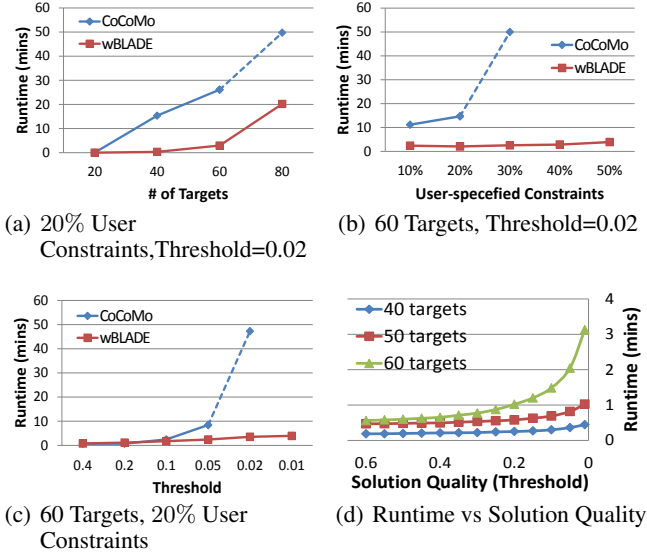 60
50
40
30
20
10
0
Runtime (mins)
CoCoMo
wBLADE
20 40 60 80
# of Targets
(a) 20% User
Constraints,Threshold=0.02
60
50
40
30
20
10
0
Runtime (mins)
CoCoMo
wBLADE
10% 20% 30% 40% 50%
User-specefied Constraints
(b) 60 Targets, Threshold=0.02
60
50
40
30
20
10
0
Runtime (mins)
CoCoMo
wBLADE
0.4 0.2 0.1 0.05 0.02 0.01
Threshold
(c) 60 Targets, 20% User
Constraints
40 targets
50 targets
60 targets
4
3
2
1
0
Runtime (mins)
0.6 0.4 0.2 0
Solution Quality (Threshold)
(d) Runtime vs Solution Quality